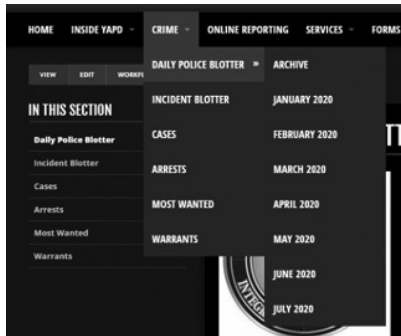 HOME INSIDE YAPD CRIME ONLINE REPORTING SERVICES FORMS
DAILY POLICE BLOTTER »
INCIDENT BLOTTER
CASES
ARRESTS
MOST WANTED
WARRANTS
ARCHIVE
JANUARY 2020
FEBRUARY 2020
MARCH 2020
APRIL 2020
MAY 2020
JUNE 2020
JULY 2020
VIEW EDIT
IN THIS SECTION
Daily Police Blotter
Incident Blotter
Cases
Arrests
Most Wanted
Warrants